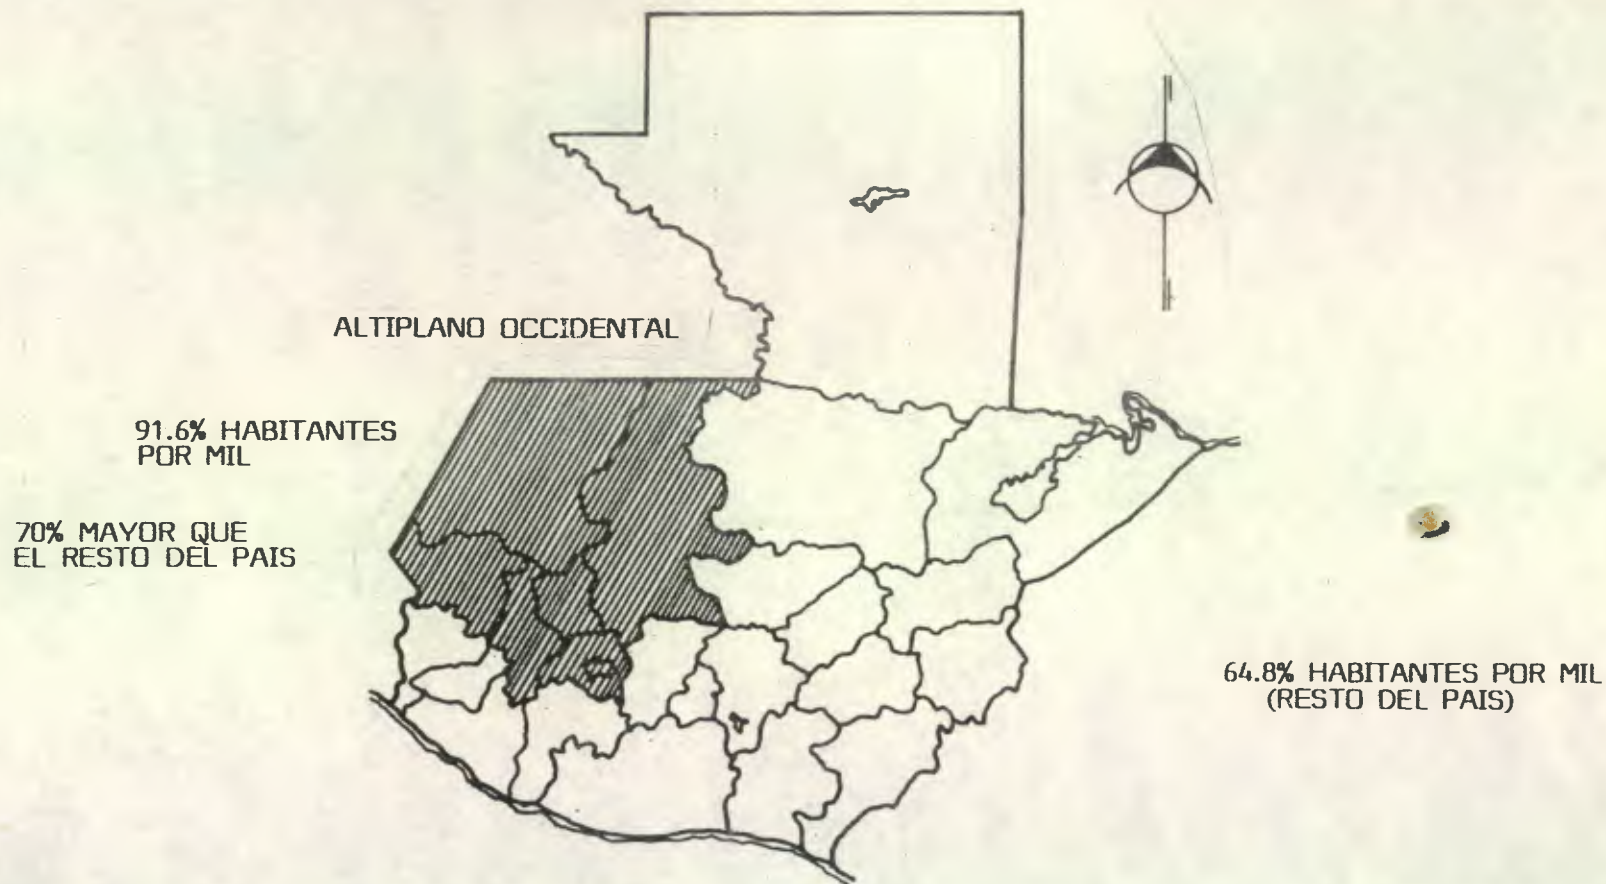 ALTIPLANO OCCIDENTAL
91.6% HABITANTES
POR MIL
70% MAYOR QUE
EL RESTO DEL PAIS
64.8% HABITANTES POR MIL
(RESTO DEL PAIS)